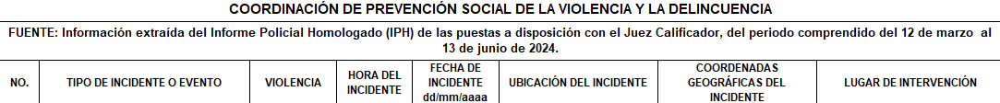 COORDINACIÓN DE PREVENCIÓN SOCIAL DE LA VIOLENCIA Y LA DELINCUENCIA
FUENTE: Información extraída del Informe Policial Homologado (IPH) de las puestas a disposición con el Juez Calificador, del periodo comprendido del 12 de marzo al
13 de junio de 2024.
NO.
TIPO DE INCIDENTE O EVENTO
VIOLENCIA
HORA DEL
INCIDENTE
FECHA DE
INCIDENTE
dd/mm/aaaa
UBICACIÓN DEL INCIDENTE
COORDENADAS
GEOGRÁFICAS DEL
INCIDENTE
LUGAR DE INTERVENCIÓN